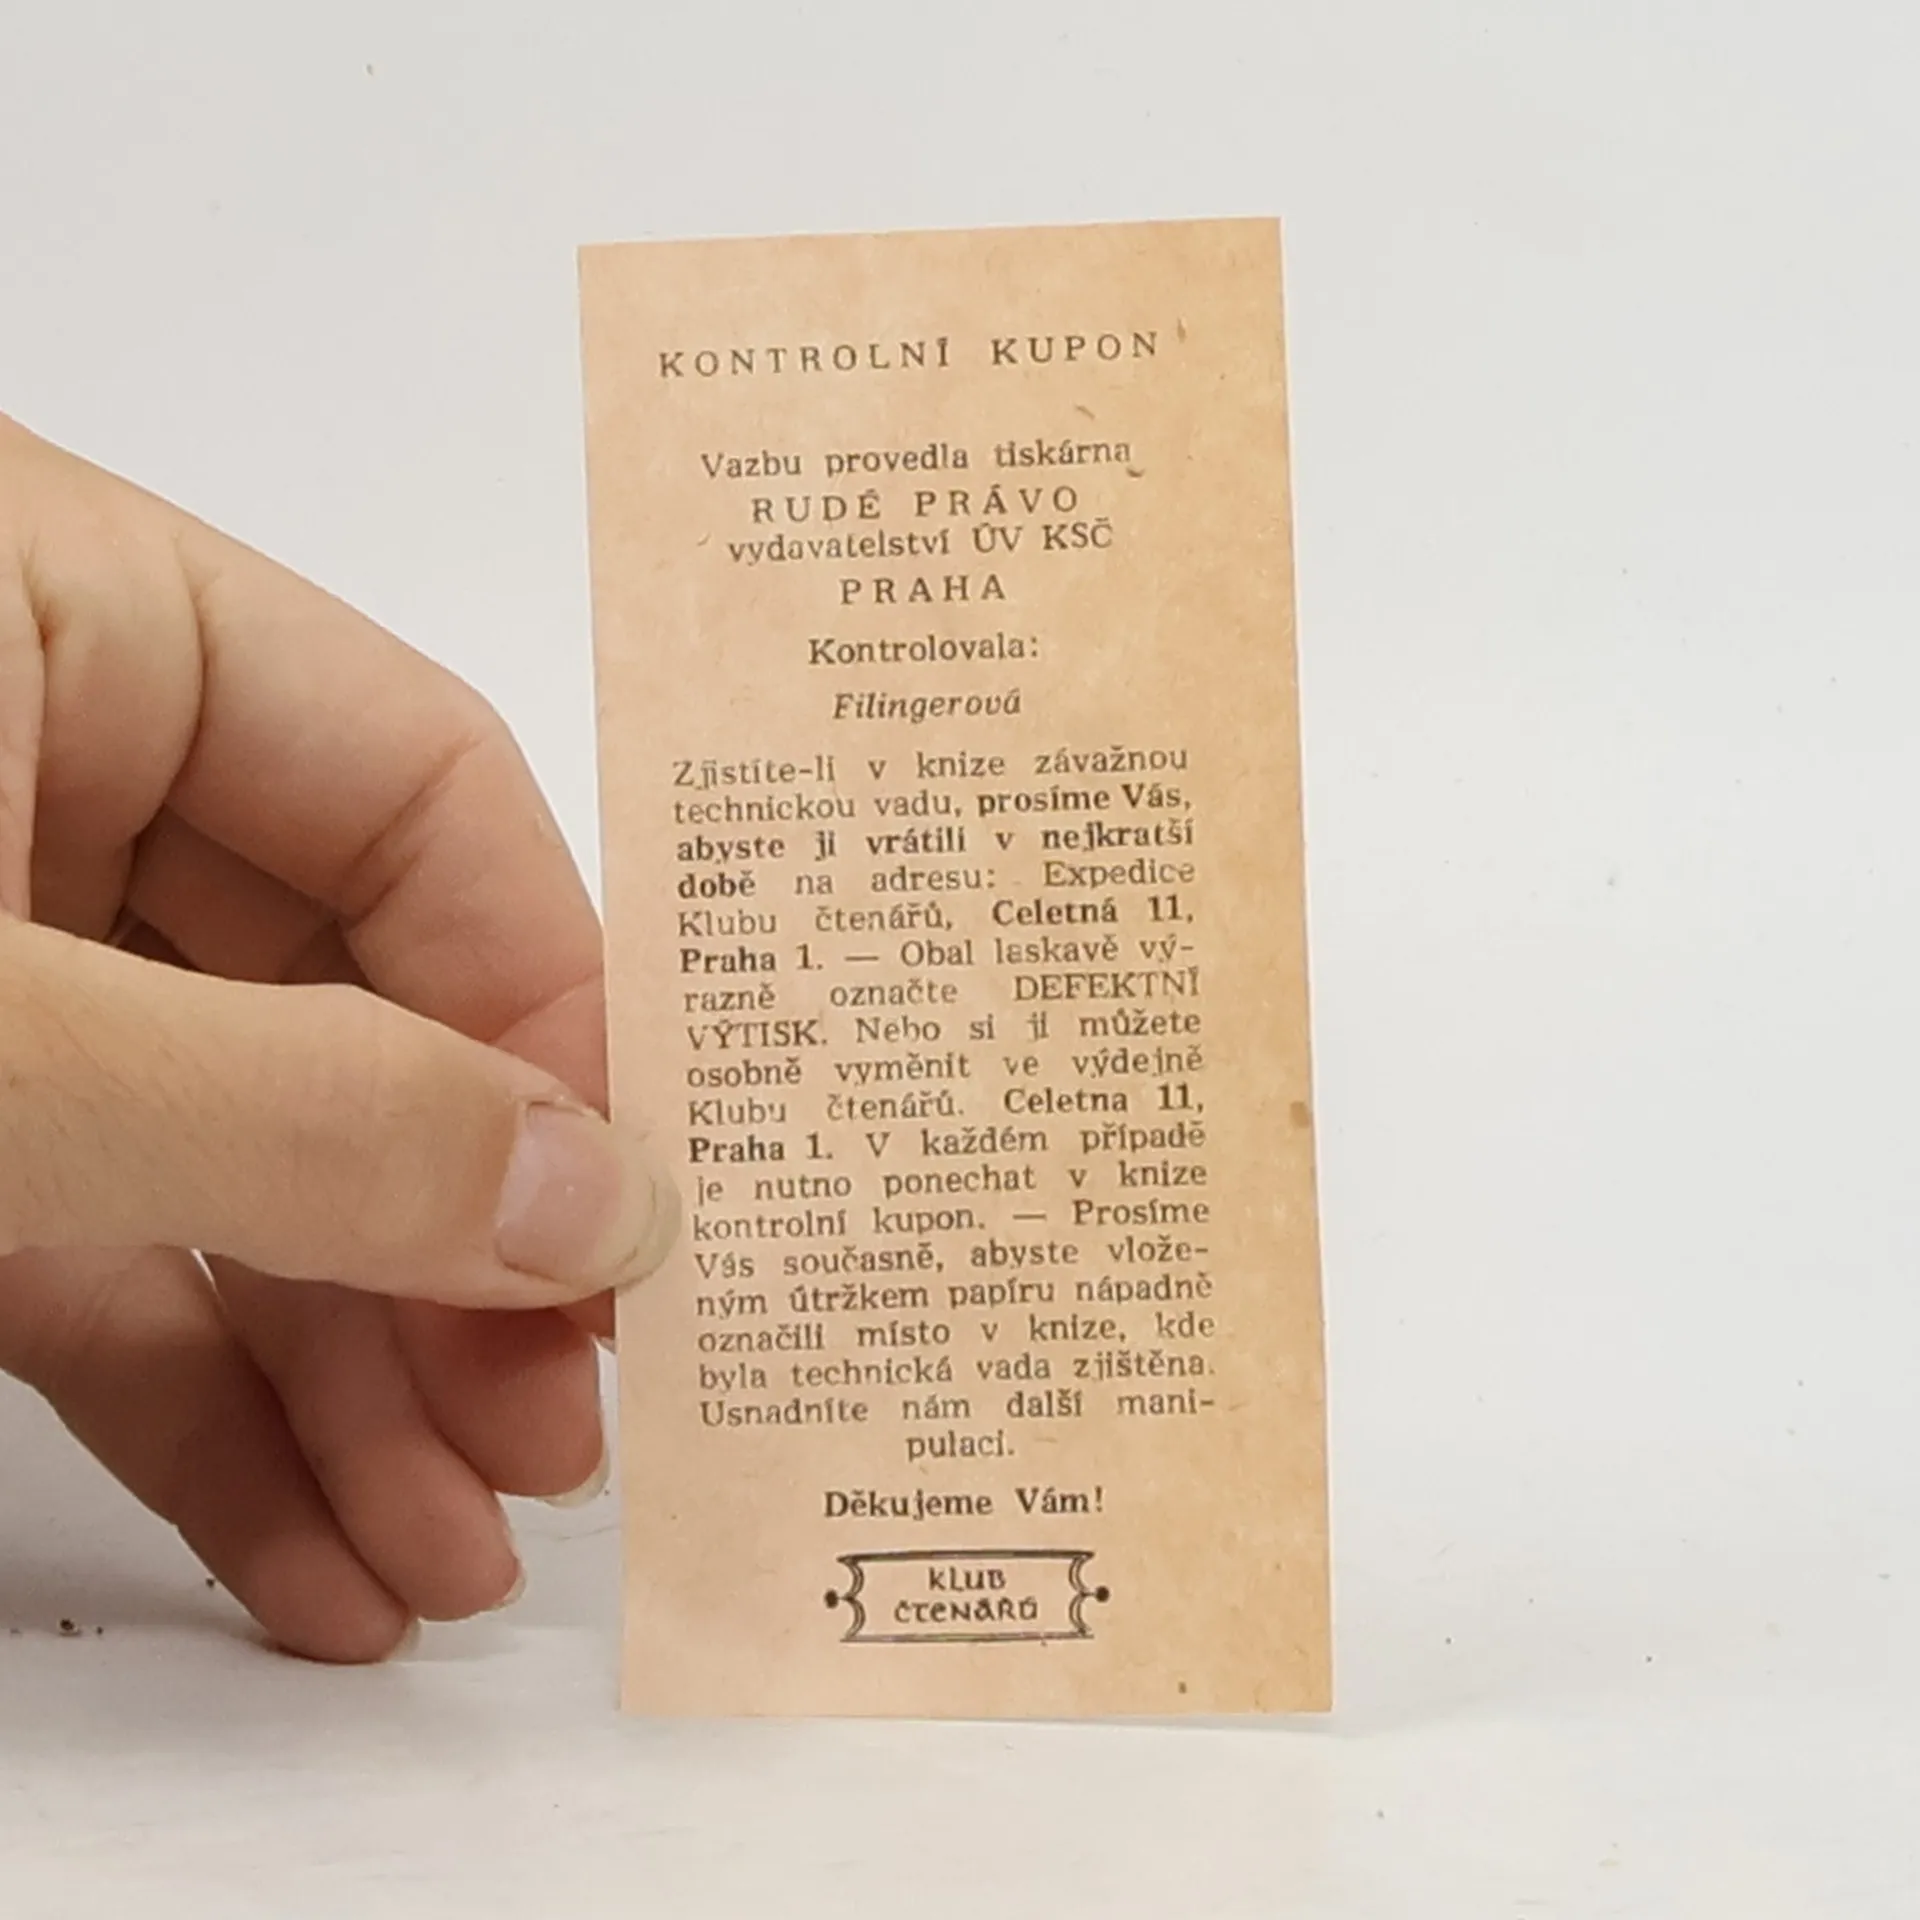 KONTROLNÍ KUPON
Vazbu provedla tiskárna
RUDÉ PRÁVO
vydavatelství ÚV KSČ
PRAHA
Kontrolovala:
Filingerová
Zjistíte-li v knize závažnou
technickou vadu, prosíme Vás,
abyste ji vrátili v nejkratší
době na adresu: Expedice
Klubu čtenářů, Celetná 11,
Praha 1. — Obal laskavě vý-
razně označte DEFEKTNÍ
VÝTISK. Nebo si ji můžete
osobně vyměnit ve výdejně
Klubu čtenářů. Celetna 11,
Praha 1. V každém případě
je nutno ponechat v knize
kontrolní kupon. — Prosíme
Vás současně, abyste vlože-
ným útržkem papíru nápadně
označili místo v knize, kde
byla technická vada zjištěna.
Usnadníte nám další mani-
pulaci.
Děkujeme Vám!
KLUB
ČTENÁŘŮ